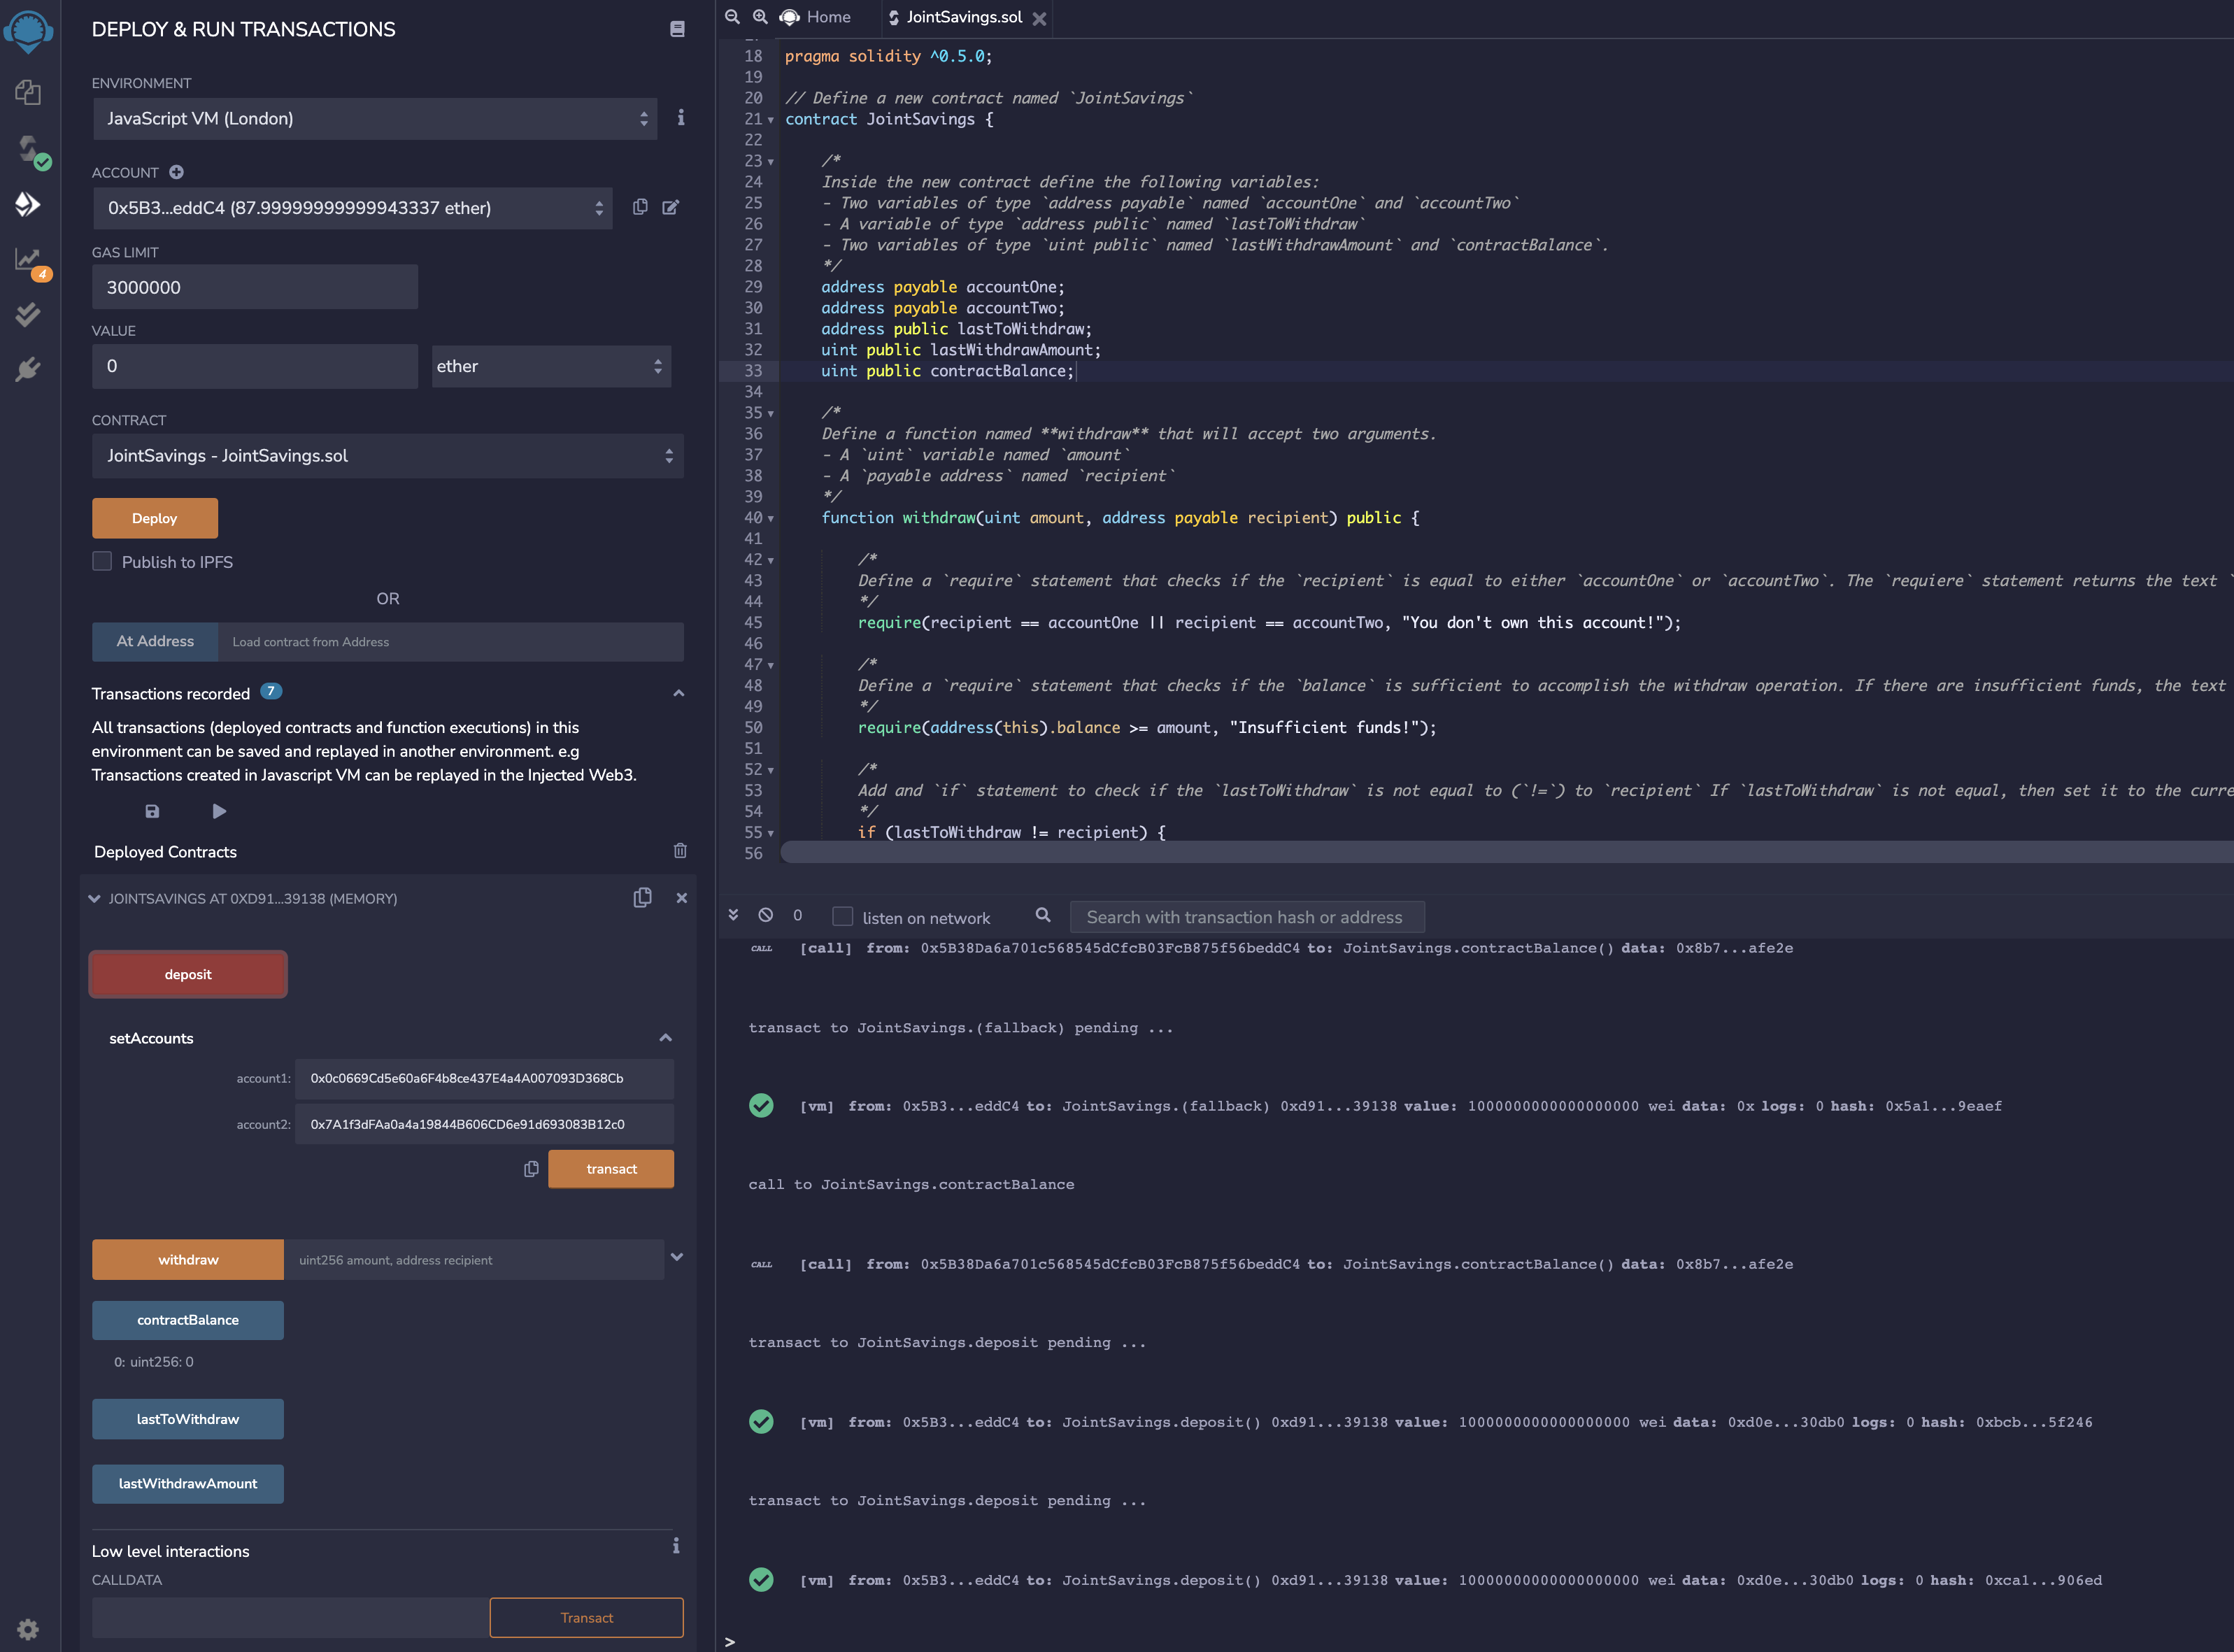 DEPLOY & RUN TRANSACTIONS
ENVIRONMENT
JavaScript VM (London)
ACCOUNT
0x5B3...eddC4 (87.99999999999943337 ether)
GAS LIMIT
3000000
VALUE
0
ether
CONTRACT
JointSavings - JointSavings.sol
Deploy
Publish to IPFS
OR
At Address
Load contract from Address
Transactions recorded 7
All transactions (deployed contracts and function executions) in this
environment can be saved and replayed in another environment. e.g
Transactions created in Javascript VM can be replayed in the Injected Web3.
Deployed Contracts
JOINTSAVINGS AT 0XD91...39138 (MEMORY)
deposit
setAccounts
account1: 0x0c0669Cd5e60a6F4b8ce437E4a4A007093D368Cb
account2: 0x7A1f3dFAa0a4a19844B606CD6e91d693083B12c0
transact
withdraw
uint256 amount, address recipient
contractBalance
0: uint256: 0
lastToWithdraw
lastWithdrawAmount
Low level interactions
CALLDATA
Transact
4
Home
JointSavings.sol
18 pragma solidity ^0.5.0;
19
20 // Define a new contract named `JointSavings`
21 contract JointSavings {
22
23 /*
24 Inside the new contract define the following variables:
25 - Two variables of type `address payable` named `accountOne` and `accountTwo`
26 - A variable of type `address public` named `lastToWithdraw`
27 - Two variables of type `uint public` named `lastWithdrawAmount` and `contractBalance`.
28 */
29 address payable accountOne;
30 address payable accountTwo;
31 address public lastToWithdraw;
32 uint public lastWithdrawAmount;
33 uint public contractBalance;
34
35 /*
36 Define a function named **withdraw** that will accept two arguments.
37 - A `uint` variable named `amount`
38 - A `payable address` named `recipient`
39 */
40 function withdraw(uint amount, address payable recipient) public {
41
42 /*
43 Define a `require` statement that checks if the `recipient` is equal to either `accountOne` or `accountTwo`. The `requiere` statement returns the text `
44 */
45 require(recipient == accountOne || recipient == accountTwo, "You don't own this account!");
46
47 /*
48 Define a `require` statement that checks if the `balance` is sufficient to accomplish the withdraw operation. If there are insufficient funds, the text
49 */
50 require(address(this).balance >= amount, "Insufficient funds!");
51
52 /*
53 Add and `if` statement to check if the `lastToWithdraw` is not equal to (`!=`) to `recipient` If `lastToWithdraw` is not equal, then set it to the curre
54 */
55 if (lastToWithdraw != recipient) {
56
0
listen on network
Search with transaction hash or address
CALL [call] from: 0x5B38Da6a701c568545dCfcB03FcB875f56beddC4 to: JointSavings.contractBalance() data: 0x8b7...afe2e
transact to JointSavings.(fallback) pending ...
[vm] from: 0x5B3...eddC4 to: JointSavings.(fallback) 0xd91...39138 value: 1000000000000000000 wei data: 0x logs: 0 hash: 0x5a1...9eaef
call to JointSavings.contractBalance
CALL [call] from: 0x5B38Da6a701c568545dCfcB03FcB875f56beddC4 to: JointSavings.contractBalance() data: 0x8b7...afe2e
transact to JointSavings.deposit pending ...
[vm] from: 0x5B3...eddC4 to: JointSavings.deposit() 0xd91...39138 value: 1000000000000000000 wei data: 0xd0e...30db0 logs: 0 hash: 0xbcb...5f246
transact to JointSavings.deposit pending ...
[vm] from: 0x5B3...eddC4 to: JointSavings.deposit() 0xd91...39138 value: 10000000000000000000 wei data: 0xd0e...30db0 logs: 0 hash: 0xca1...906ed
>